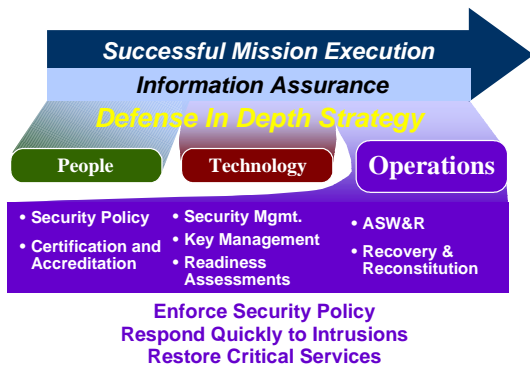 Successful Mission Execution
Information Assurance
Defense In Depth Strategy
People
Technology
Operations
• Security Policy
• Certification and
Accreditation
• Security Mgmt.
• Key Management
• Readiness
Assessments
• ASW&R
• Recovery &
Reconstitution
Enforce Security Policy
Respond Quickly to Intrusions
Restore Critical Services